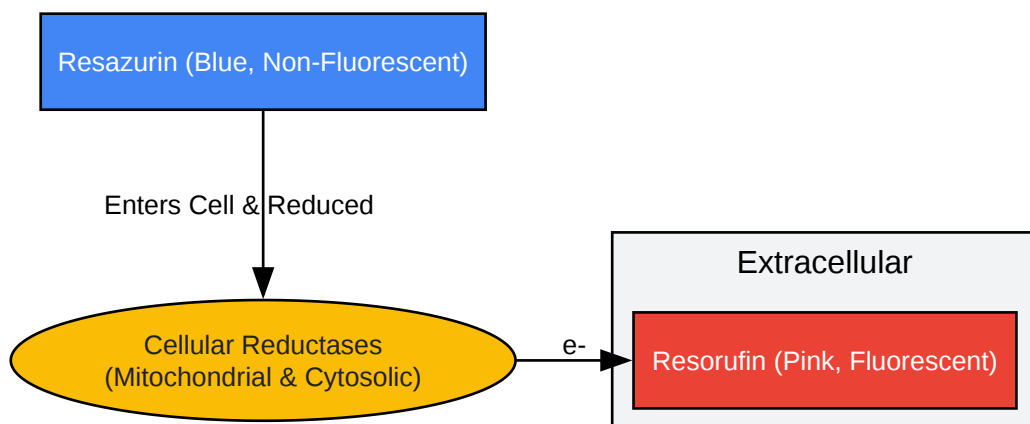 Resazurin (Blue, Non-Fluorescent)
Enters Cell & Reduced
Extracellular
Cellular Reductases
(Mitochondrial & Cytosolic)
e-
Resorufin (Pink, Fluorescent)